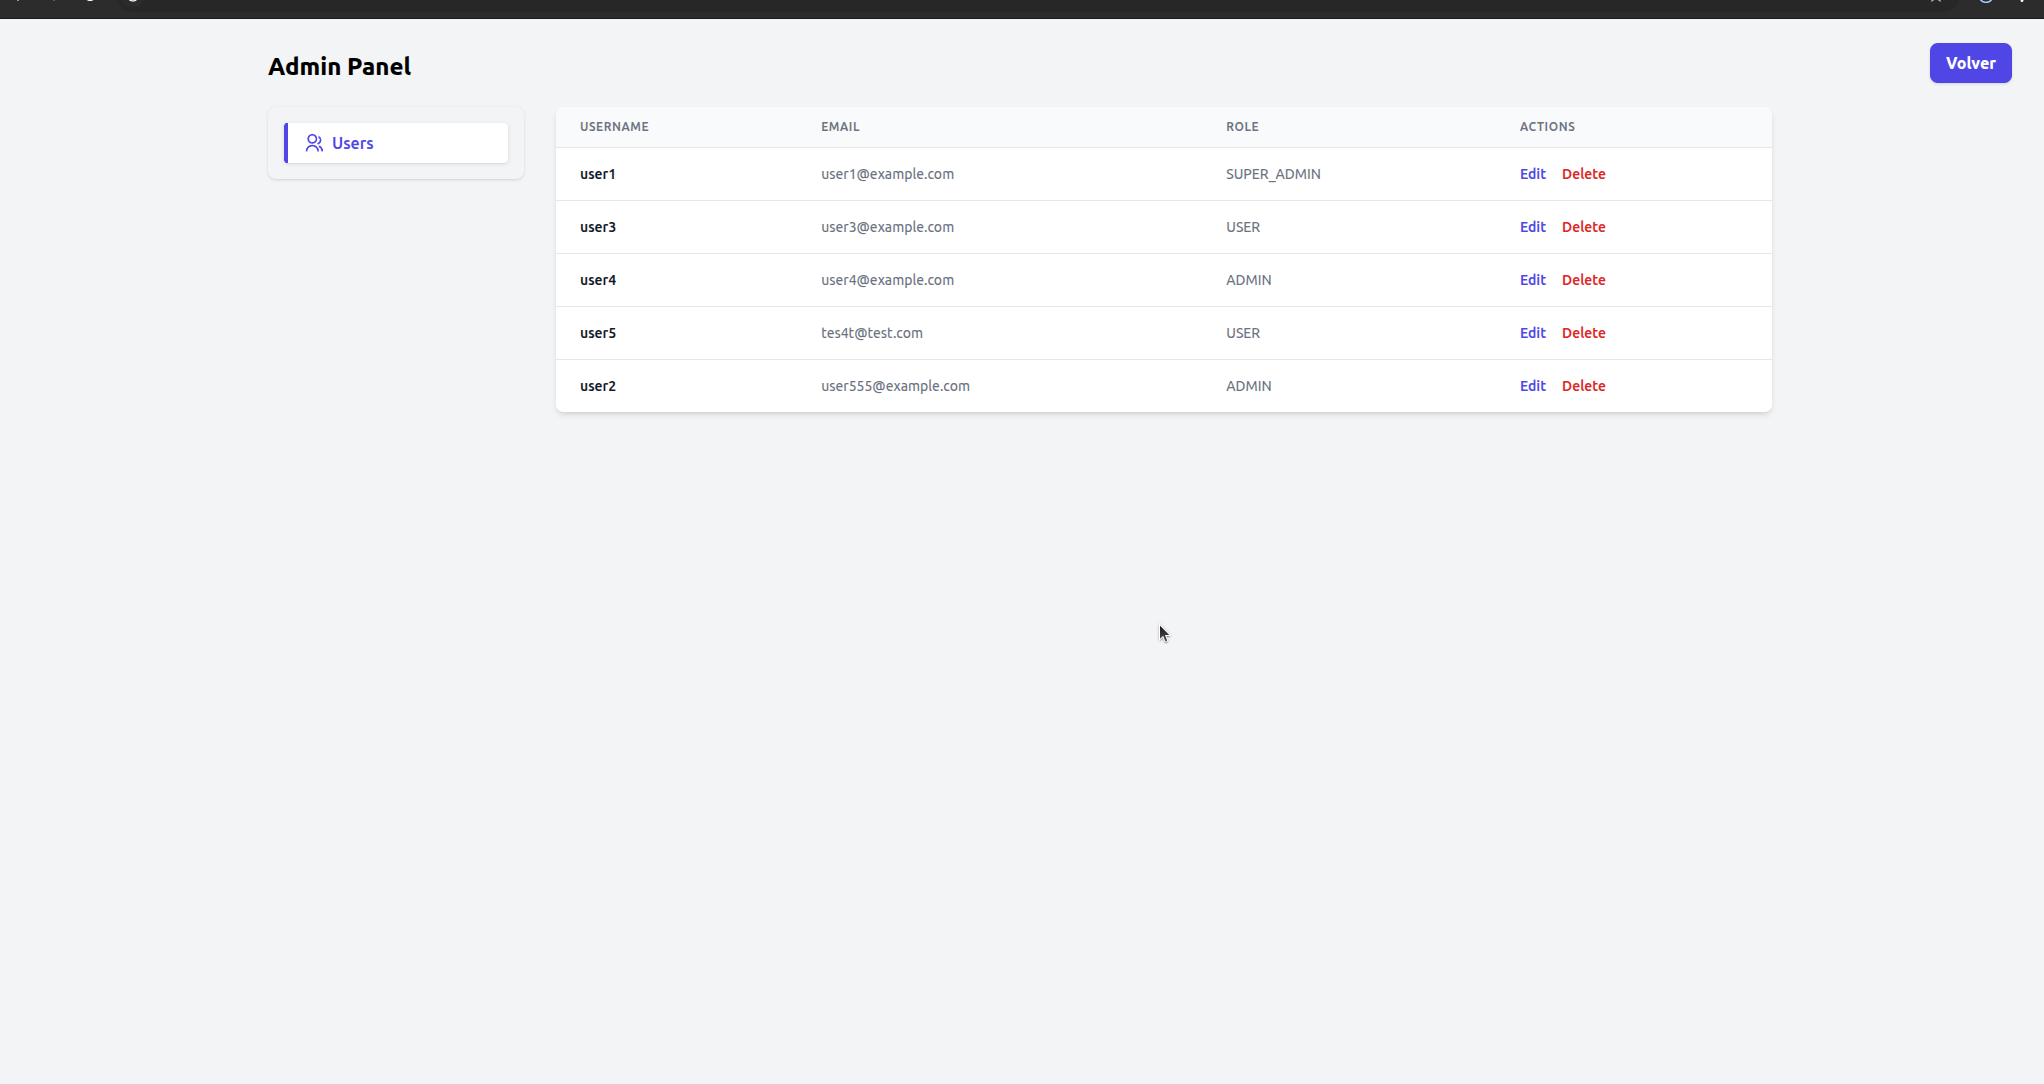 Admin Panel
Volver
Users
USERNAME EMAIL ROLE ACTIONS
user1 user1@example.com SUPER_ADMIN Edit Delete
user3 user3@example.com USER Edit Delete
user4 user4@example.com ADMIN Edit Delete
user5 tes4t@test.com USER Edit Delete
user2 user555@example.com ADMIN Edit Delete